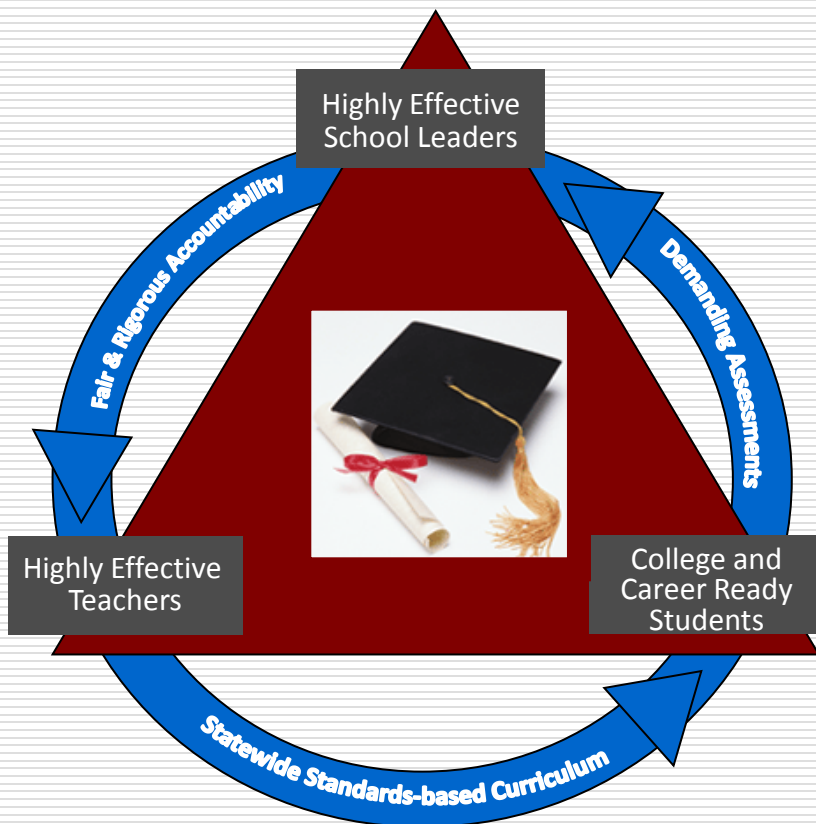 Highly Effective
School Leaders
Fair & Rigorous Accountability
Demanding Assessments
Highly Effective
Teachers
College and
Career Ready
Students
Statewide Standards-based Curriculum